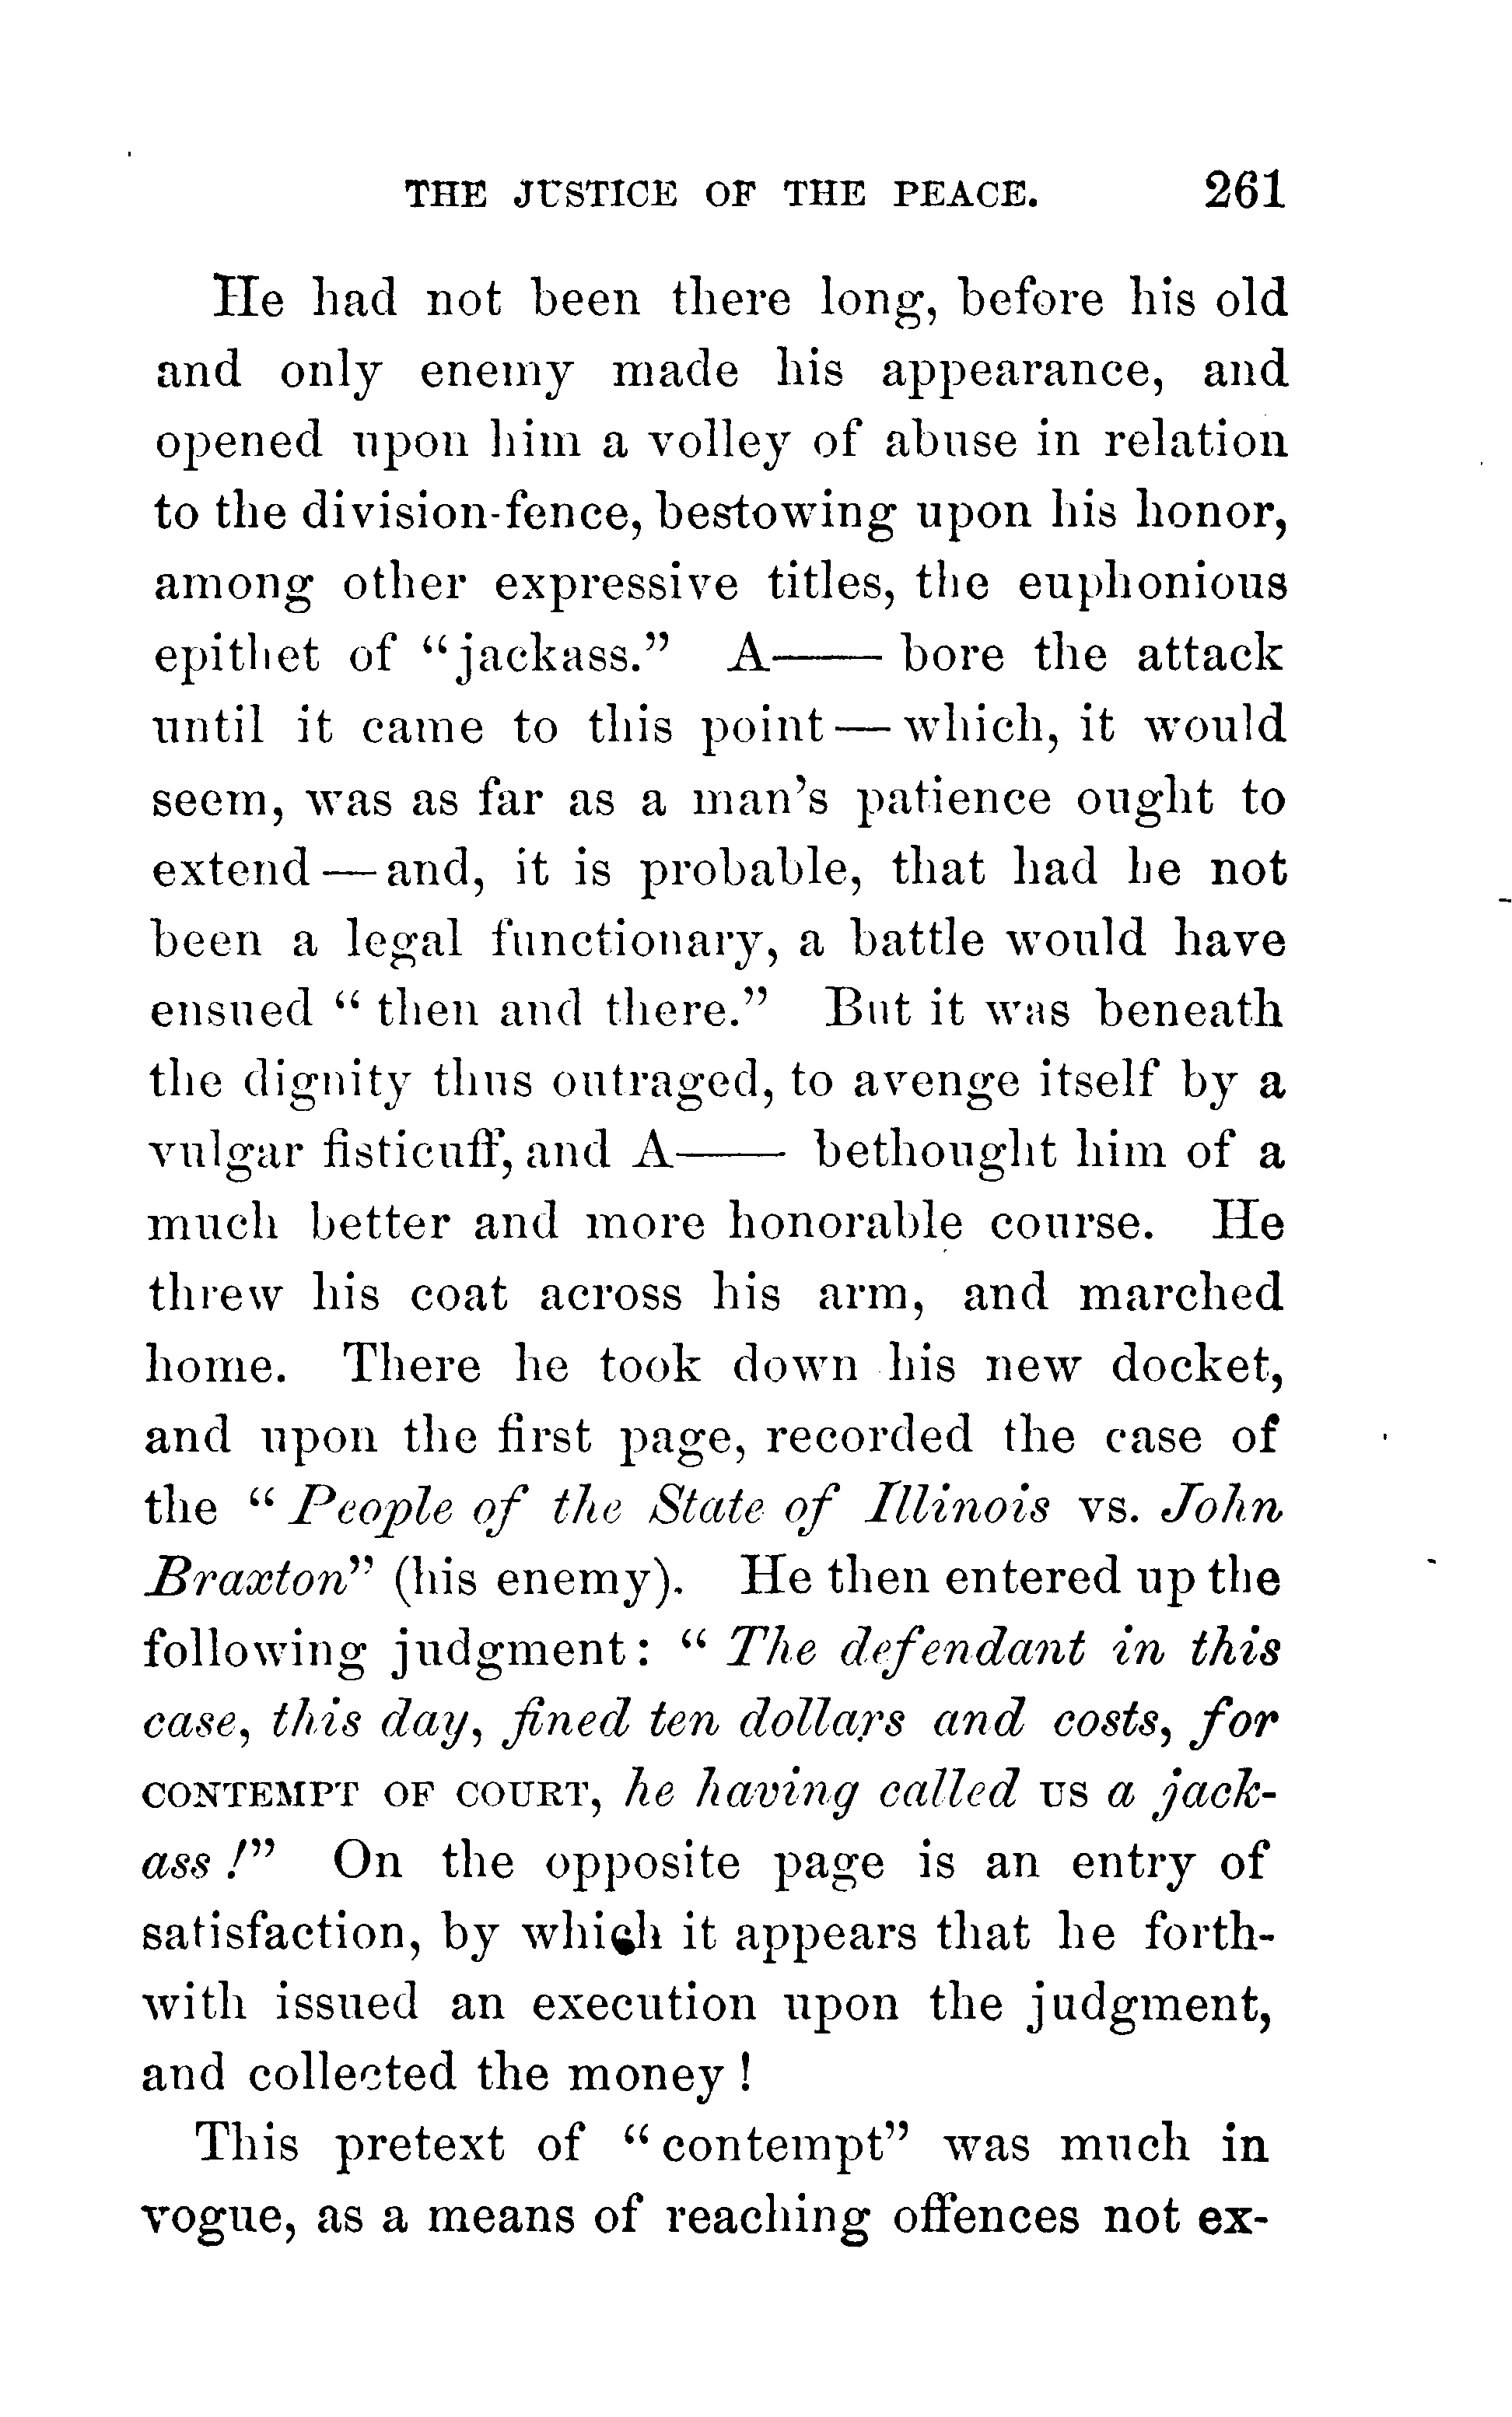 THE JUSTICE OF THE PEACE. 261
He had not been there long, before his old
and only enemy made his appearance, and
opened upon him a volley of abuse in relation
to the division-fence, bestowing upon his honor,
among other expressive titles, the euphonious
epithet of “jackass.” A—— bore the attack
until it came to this point — which, it would
seem, was as far as a man’s patience ought to
extend — and, it is probable, that had he not
been a legal functionary, a battle would have
ensued “ then and there.” But it was beneath
the dignity thus outraged, to avenge itself by a
vulgar fisticuff, and A—— bethought him of a
much better and more honorable course. He
threw his coat across his arm, and marched
home. There he took down his new docket,
and upon the first page, recorded the case of
the “ People of the State of Illinois vs. John
Braxton” (his enemy). He then entered up the
following judgment: “ The defendant in this
case, this day, fined ten dollars and costs, for
CONTEMPT OF COURT, he having called US a jack-
ass !” On the opposite page is an entry of
satisfaction, by which it appears that he forth-
with issued an execution upon the judgment,
and collected the money !
This pretext of “ contempt” was much in
vogue, as a means of reaching offences not ex-